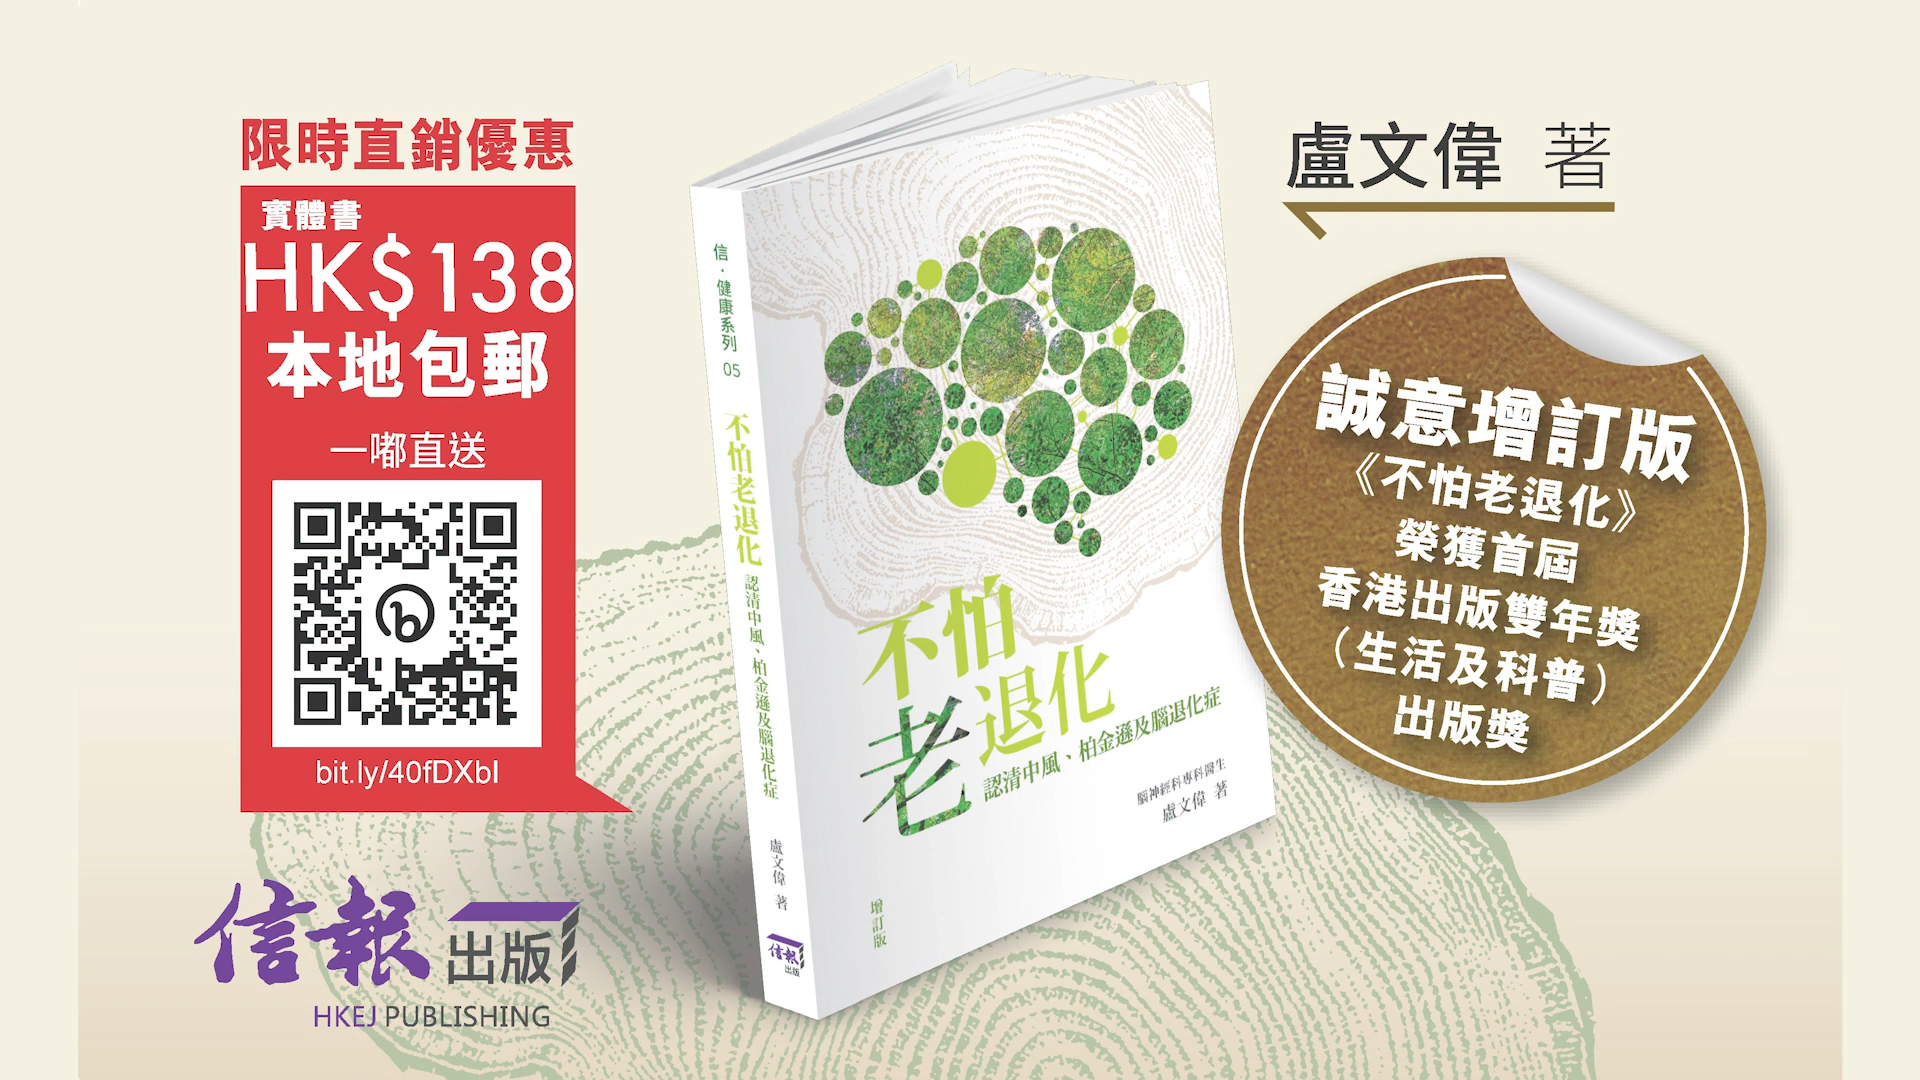 限時直銷優惠
實體書
HK$138
本地包郵
一嘟直送
bit.ly/40fDXbI
信報出版
HKEJ PUBLISHING
信．健康系列 05
不怕老退化
認清中風、柏金遜及腦退化症
盧文偉 著
信報
出版
不怕
老退化
認清中風、柏金遜及腦退化症
腦神經科專科醫生
盧文偉 著
增訂版
盧文偉 著
誠意增訂版
《不怕老退化》
榮獲首屆
香港出版雙年獎
（生活及科普）
出版獎